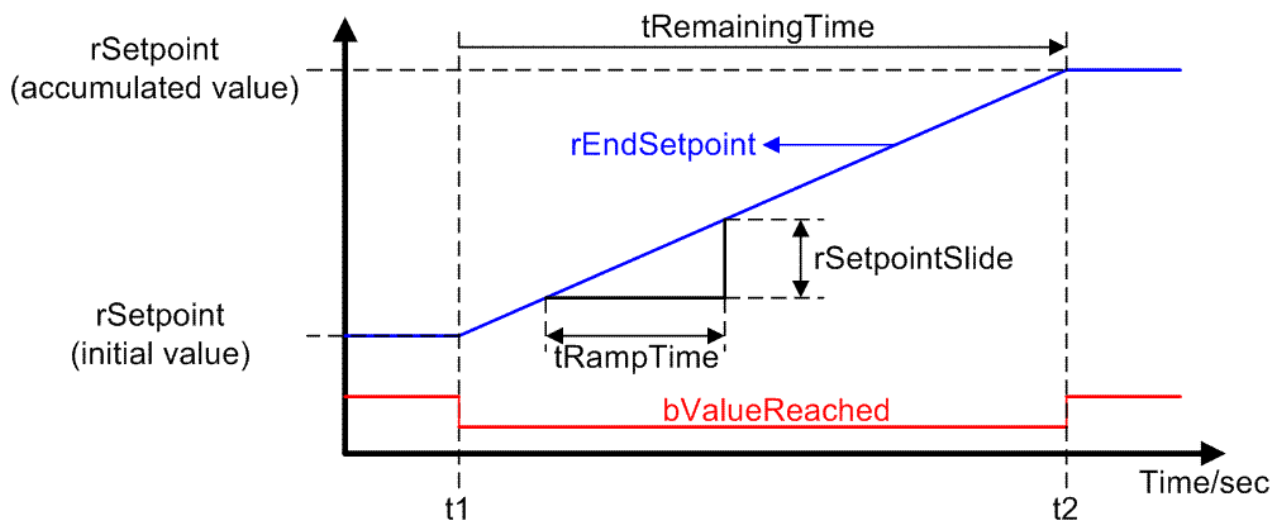 tRemainingTime
rSetpoint
(accumulated value)
rEndSetpoint
rSetpointSlide
rSetpoint
(initial value)
tRampTime
bValueReached
Time/sec
t1
t2